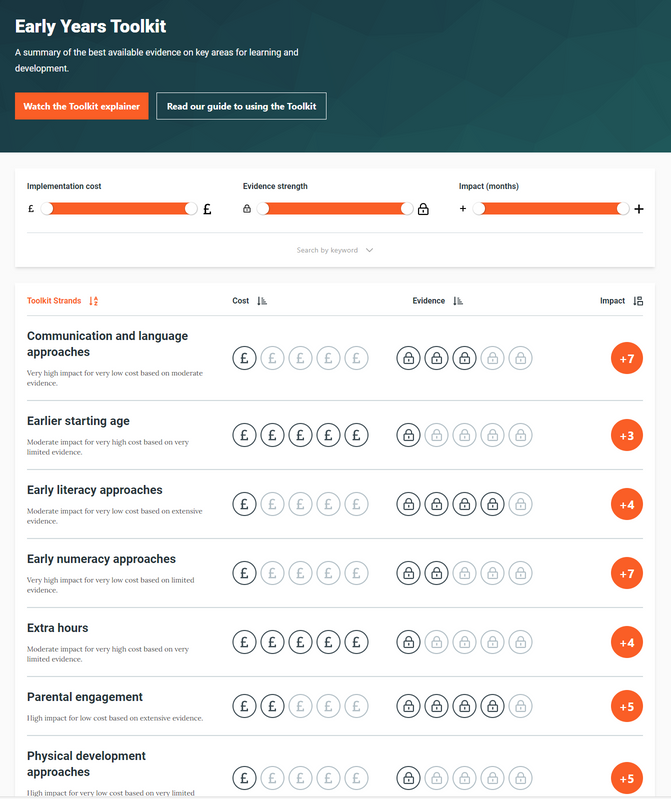 Early Years Toolkit
A summary of the best available evidence on key areas for learning and
development.
Watch the Toolkit explainer
Read our guide to using the Toolkit
Implementation cost
Evidence strength
Impact (months)
£
£
+
+
Search by keyword
Toolkit Strands
Cost
Evidence
Impact
Communication and language
approaches
Very high impact for very low cost based on moderate
evidence.
£ £ £ £ £
+7
Earlier starting age
Moderate impact for very high cost based on very
limited evidence.
£ £ £ £ £
+3
Early literacy approaches
Moderate impact for very low cost based on extensive
evidence.
£ £ £ £ £
+4
Early numeracy approaches
Very high impact for very low cost based on limited
evidence.
£ £ £ £ £
+7
Extra hours
Moderate impact for very high cost based on very
limited evidence.
£ £ £ £ £
+4
Parental engagement
High impact for low cost based on extensive evidence.
£ £ £ £ £
+5
Physical development
approaches
High impact for very low cost based on very limited
£ £ £ £ £
+5